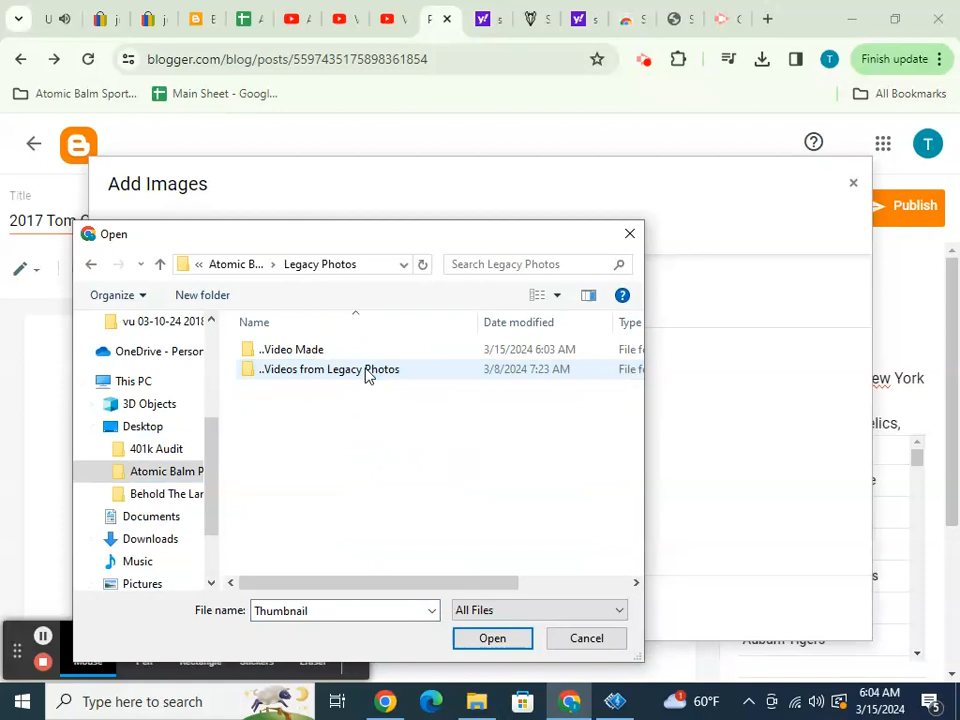 Finish update
blogger.com/blog/posts/5597435175898361854
Atomic Balm Sport...
Main Sheet - Googl...
All Bookmarks
Add Images
Title
2017 Tom
Publish
T
Open
Atomic B...
Legacy Photos
Search Legacy Photos
Organize
New folder
Name
Date modified
Type
vu 03-10-24 2018
..Video Made
3/15/2024 6:03 AM
File f
OneDrive - Person
..Videos from Legacy Photos
3/8/2024 7:23 AM
File f
This PC
3D Objects
Desktop
401k Audit
Atomic Balm P
Behold The Lar
Documents
Downloads
Music
Pictures
ew York
elics,
File name:
Thumbnail
All Files
Open
Cancel
Type here to search
60°F
6:04 AM
3/15/2024
5